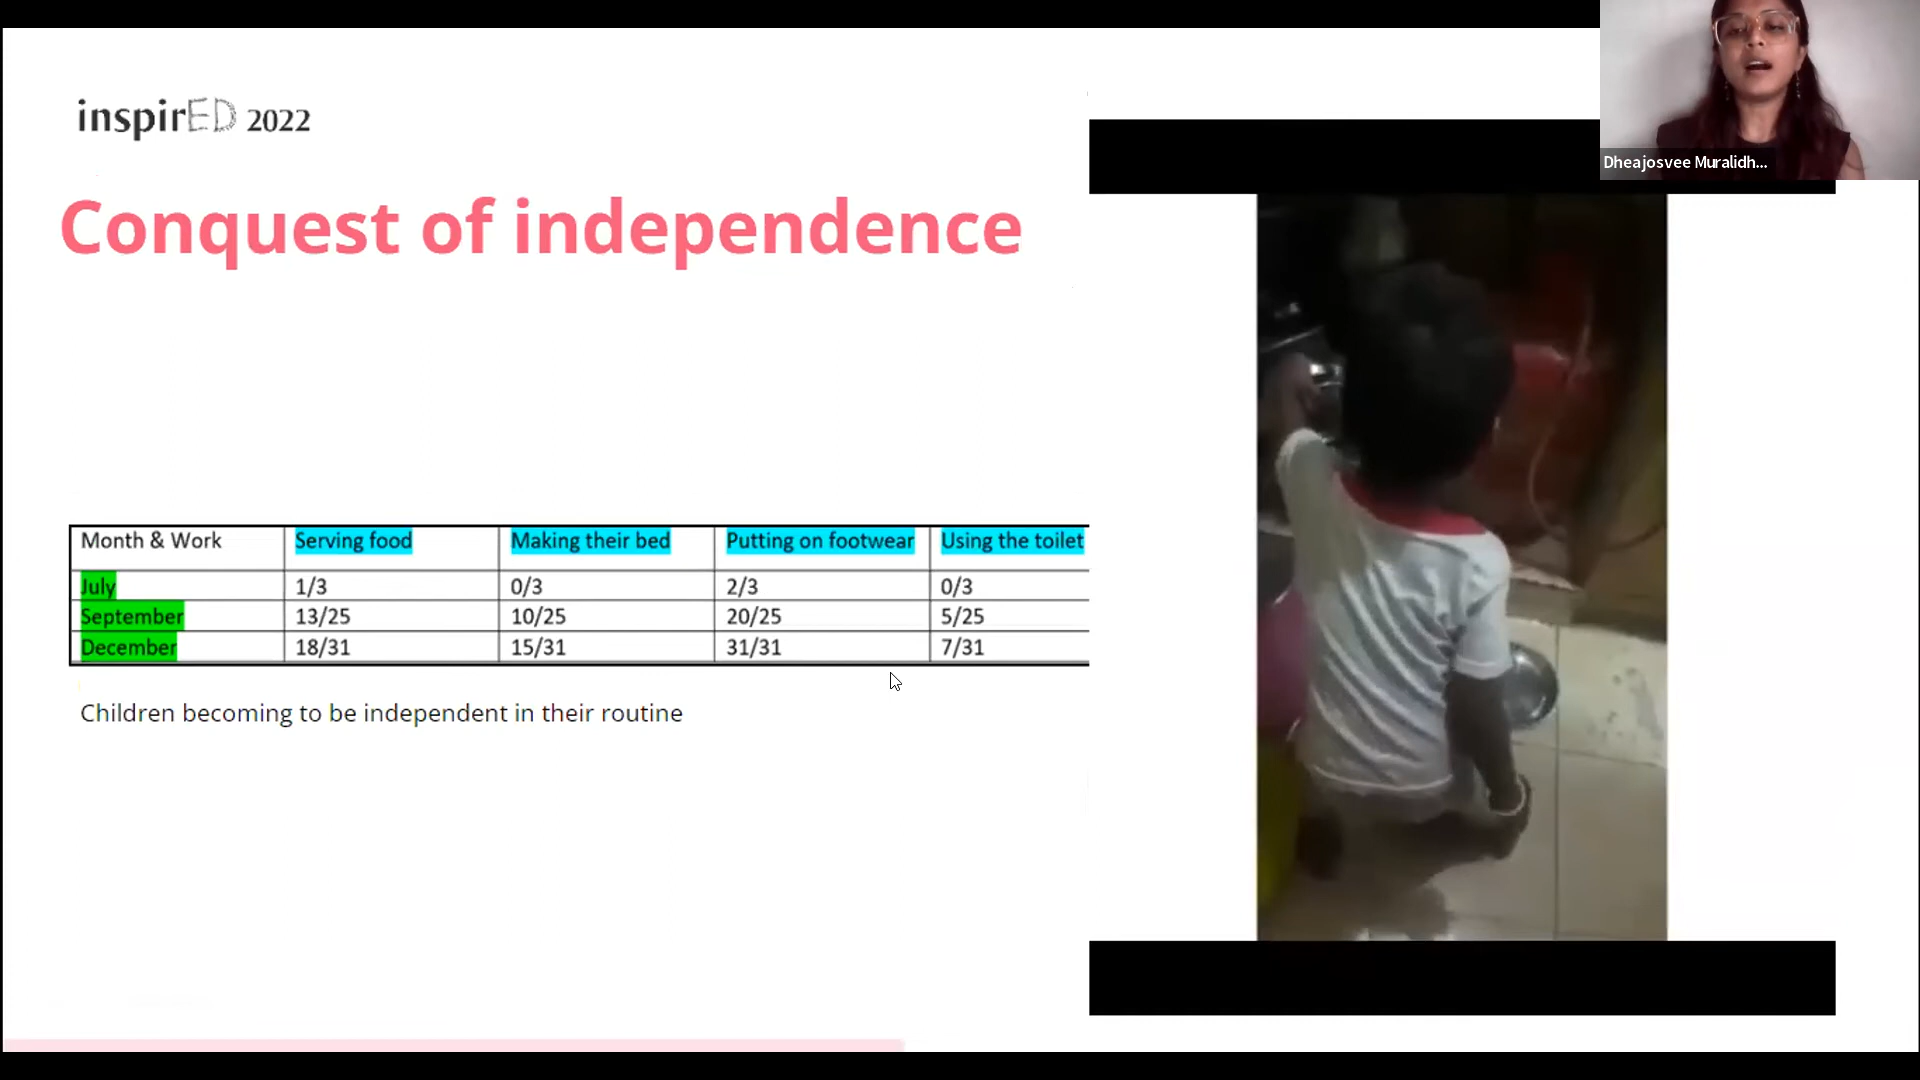 inspirED 2022
Dheajosvee Muralidh...
Conquest of independence
Month & Work Serving food Making their bed Putting on footwear Using the toilet
July 1/3 0/3 2/3 0/3
September 13/25 10/25 20/25 5/25
December 18/31 15/31 31/31 7/31
Children becoming to be independent in their routine